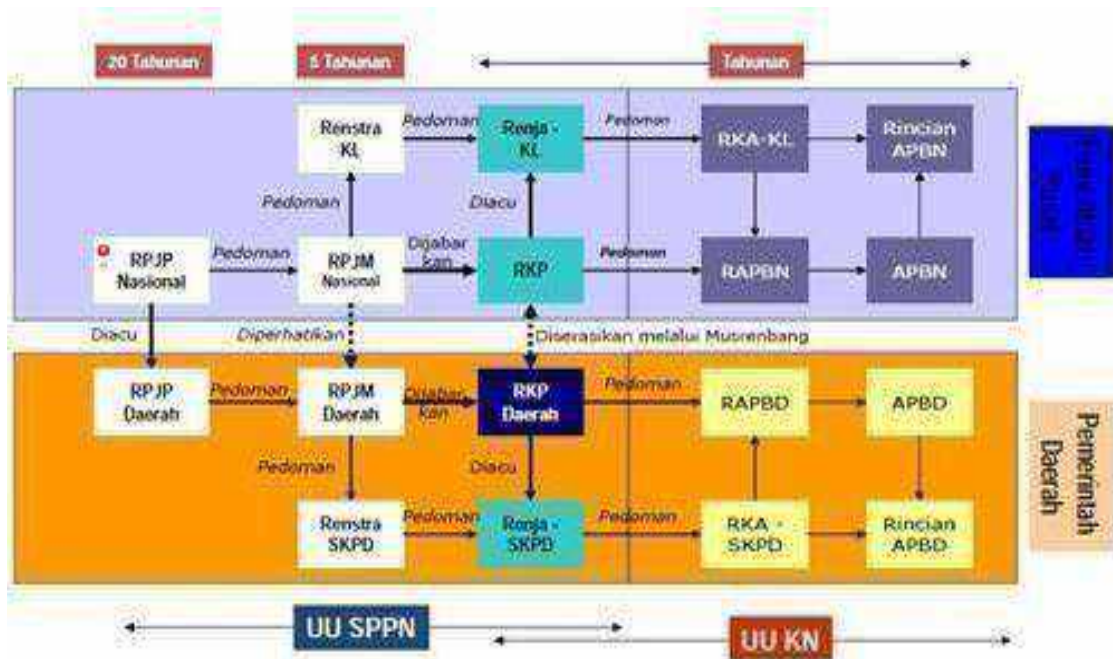 20 Tahunan
5 Tahunan
Tahunan
Renstra
KL
Pedoman
Renja -
KL
Pedoman
RKA-KL
Rincian
APBN
Pedoman
Diacu
RPJP
Nasional
Pedoman
RPJM
Nasional
Dijabar
kan
RKP
Pedoman
RAPBN
APBN
Diacu
Diperhatikan
Diserasikan melalui Musrenbang
RPJP
Daerah
Pedoman
RPJM
Daerah
Dijabar
kan
RKP
Daerah
Pedoman
RAPBD
APBD
Pemerintah
Daerah
Pedoman
Diacu
Renstra
SKPD
Pedoman
Renja -
SKPD
Pedoman
RKA -
SKPD
Rincian
APBD
UU SPPN
UU KN